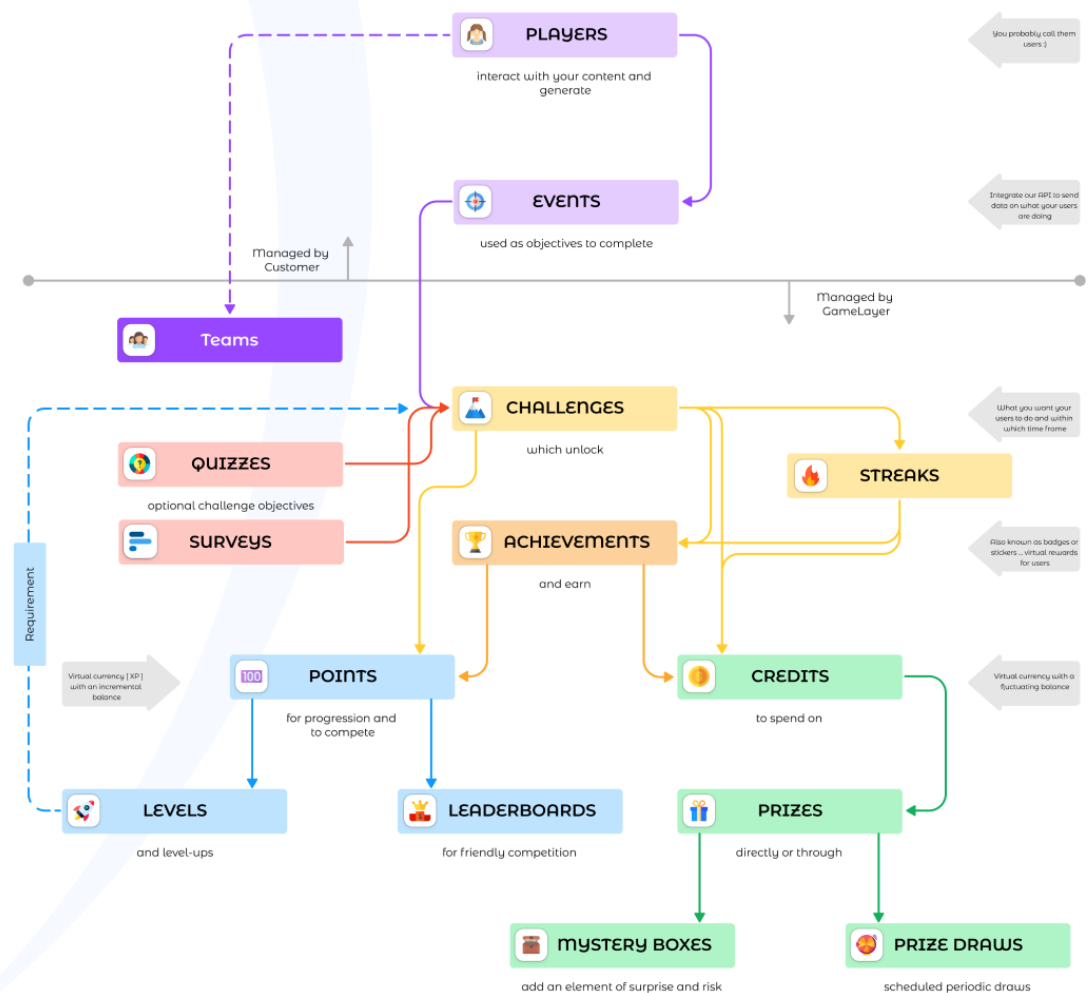 PLAYERS
You probably call them
users :)
interact with your content and
generate
EVENTS
Integrate our API to send
data on what your users
are doing
used as objectives to complete
Managed by
Customer
Managed by
GameLayer
Teams
CHALLENGES
What you want your
users to do and within
which time frame
which unlock
QUIZZES
STREAKS
optional challenge objectives
SURVEYS
ACHIEVEMENTS
Also known as badges or
stickers ... virtual rewards
for users
and earn
Requirement
Virtual currency [ XP ]
with an incremental
balance
100
POINTS
CREDITS
Virtual currency with a
fluctuating balance
for progression and
to compete
to spend on
LEVELS
LEADERBOARDS
PRIZES
and level-ups
for friendly competition
directly or through
MYSTERY BOXES
PRIZE DRAWS
add an element of surprise and risk
scheduled periodic draws